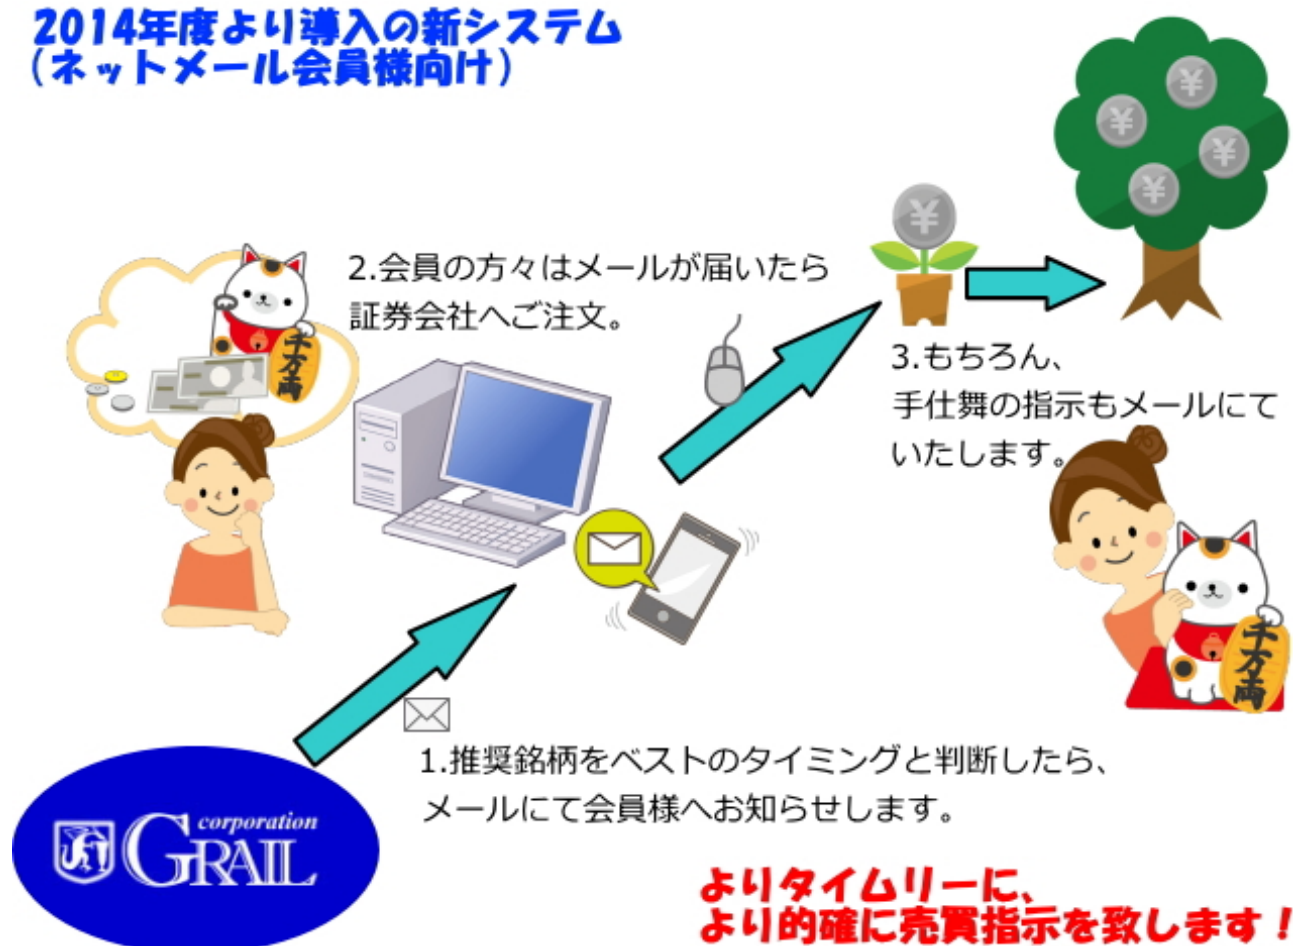 2014年度より導入の新システム
(ネットメール会員様向け)
¥
¥
¥
¥
¥
2.会員の方々はメールが届いたら
証券会社へご注文。
千万両
3.もちろん、
手仕舞の指示もメールにて
いたします。
千万両
1.推奨銘柄をベストのタイミングと判断したら、
メールにて会員様へお知らせします。
corporation
GRAIL
よりタイムリーに、
より的確に売買指示を致します！